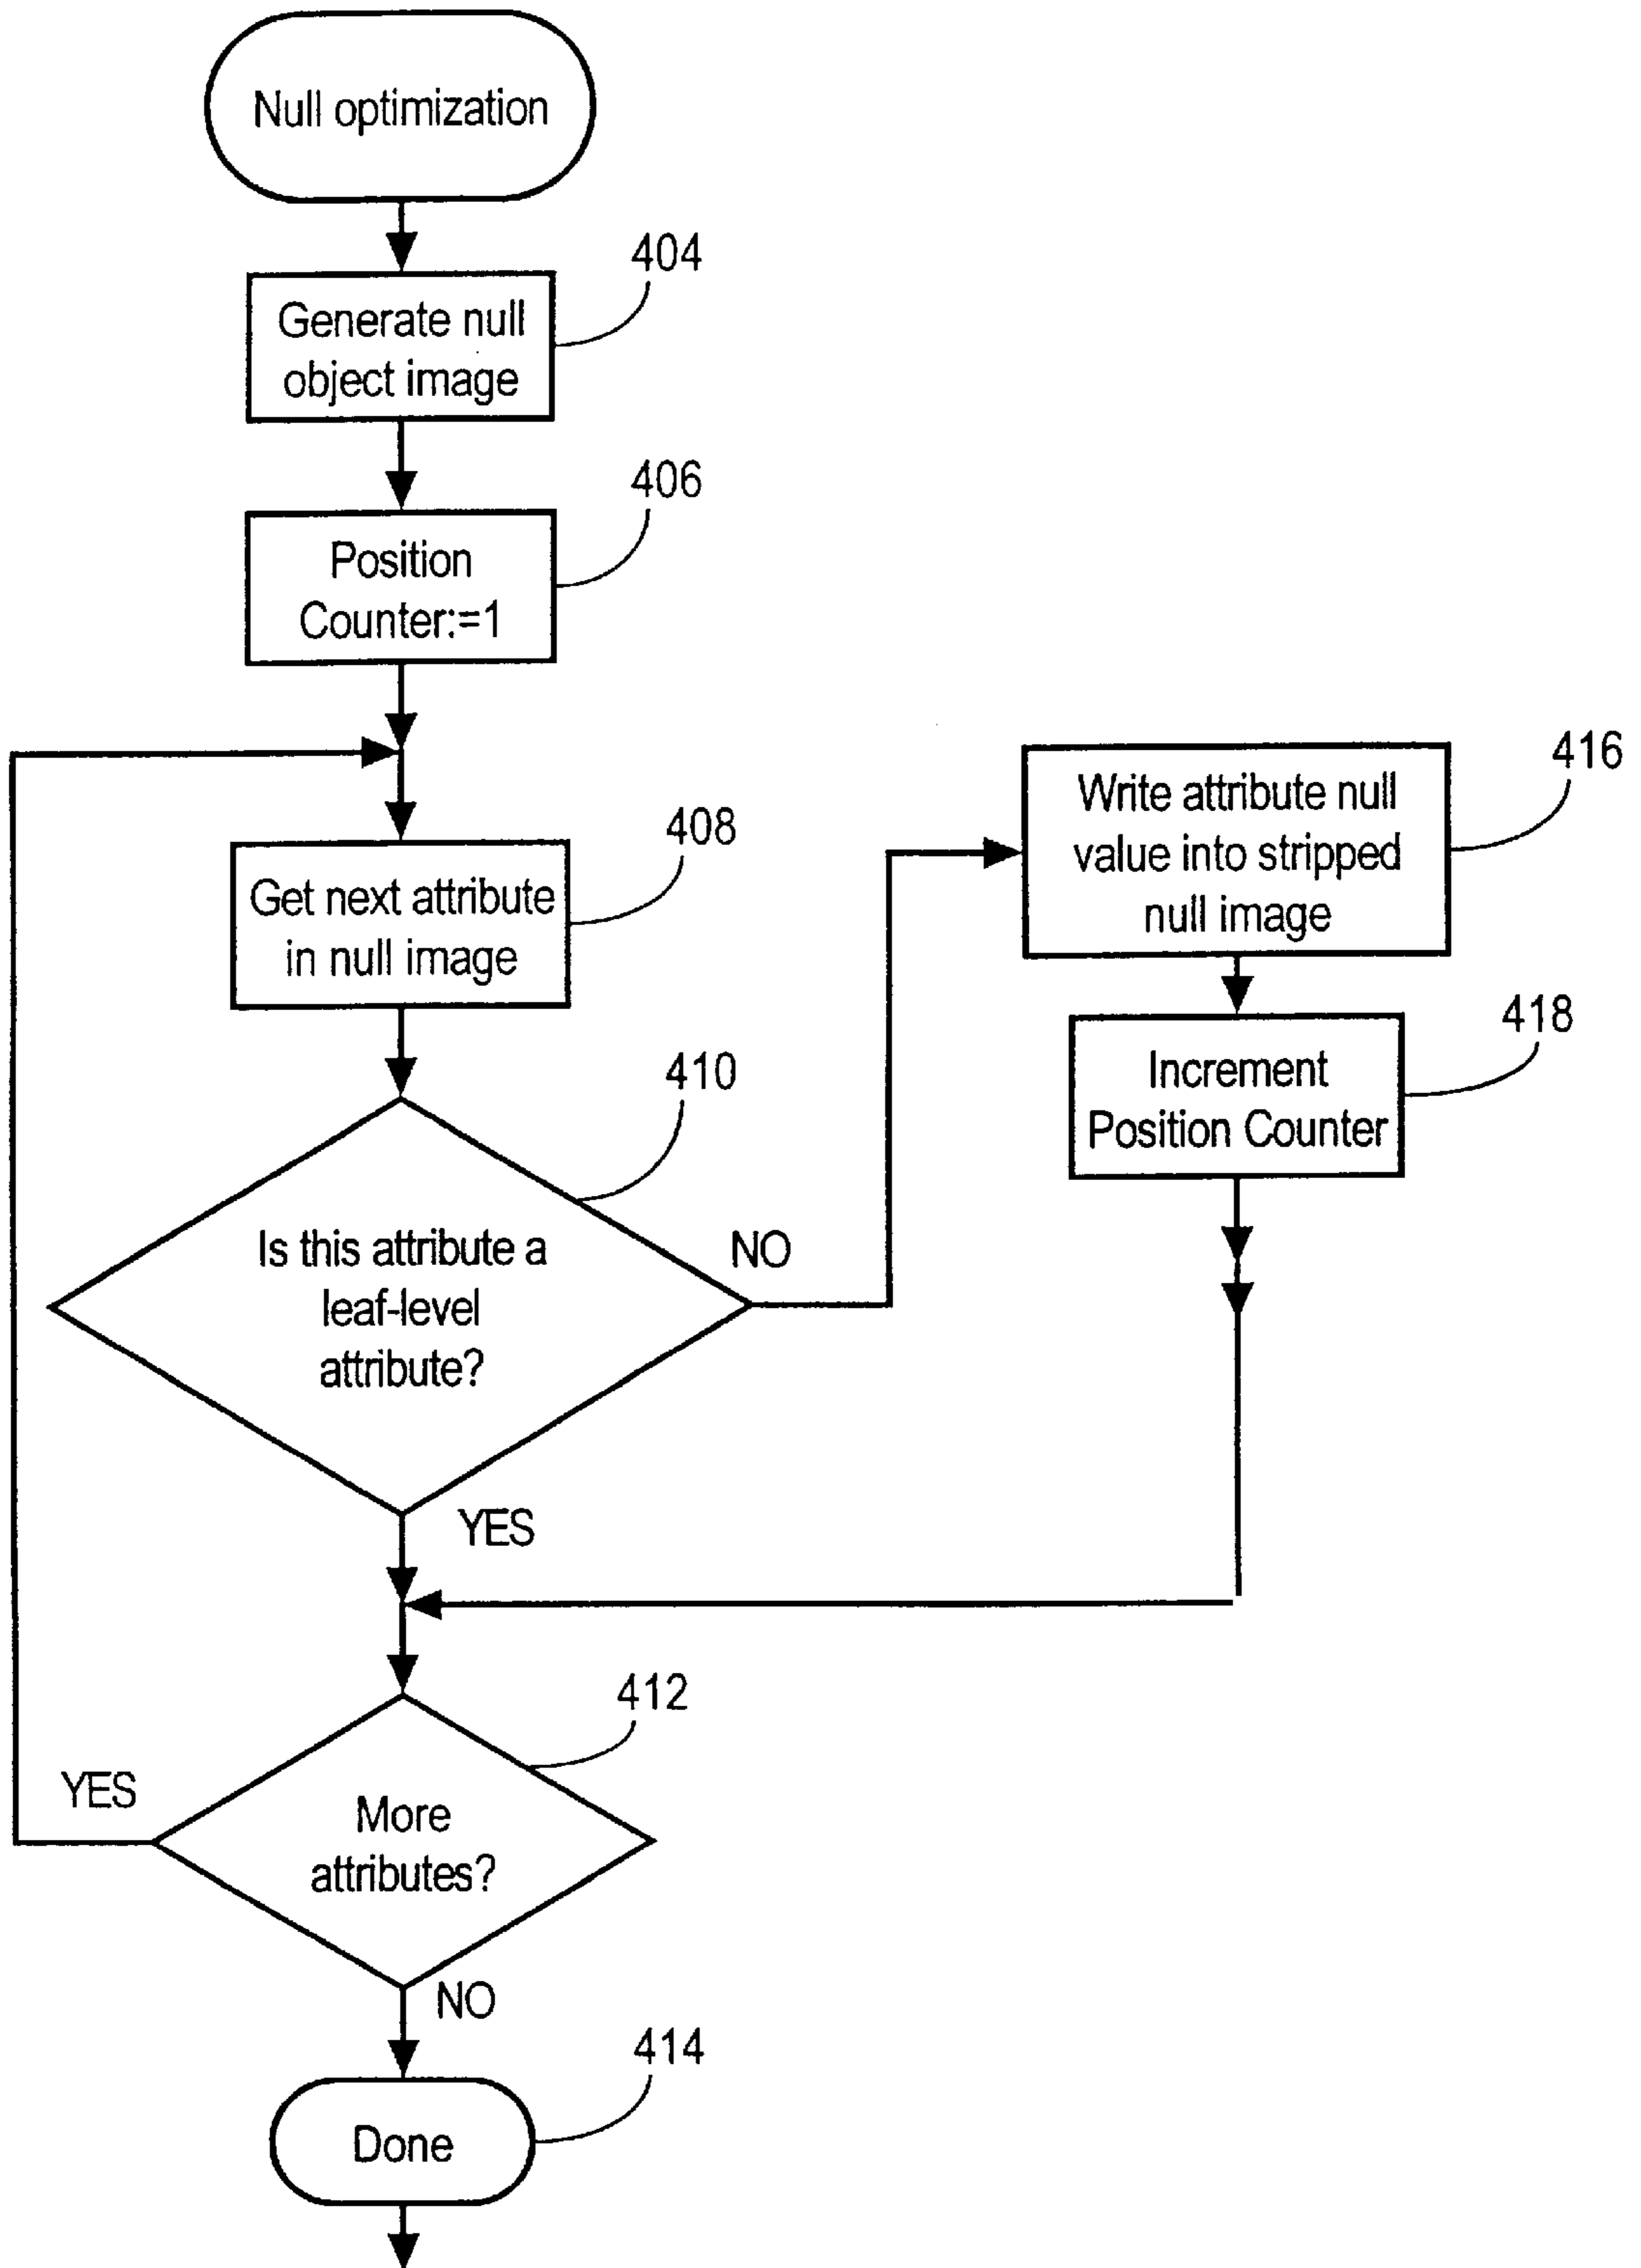 Null optimization
404
Generate null
object image
406
Position
Counter:=1
408
Get next attribute
in null image
410
Is this attribute a
leaf-level
attribute?
NO
YES
416
Write attribute null
value into stripped
null image
418
Increment
Position Counter
412
More
attributes?
YES
NO
414
Done